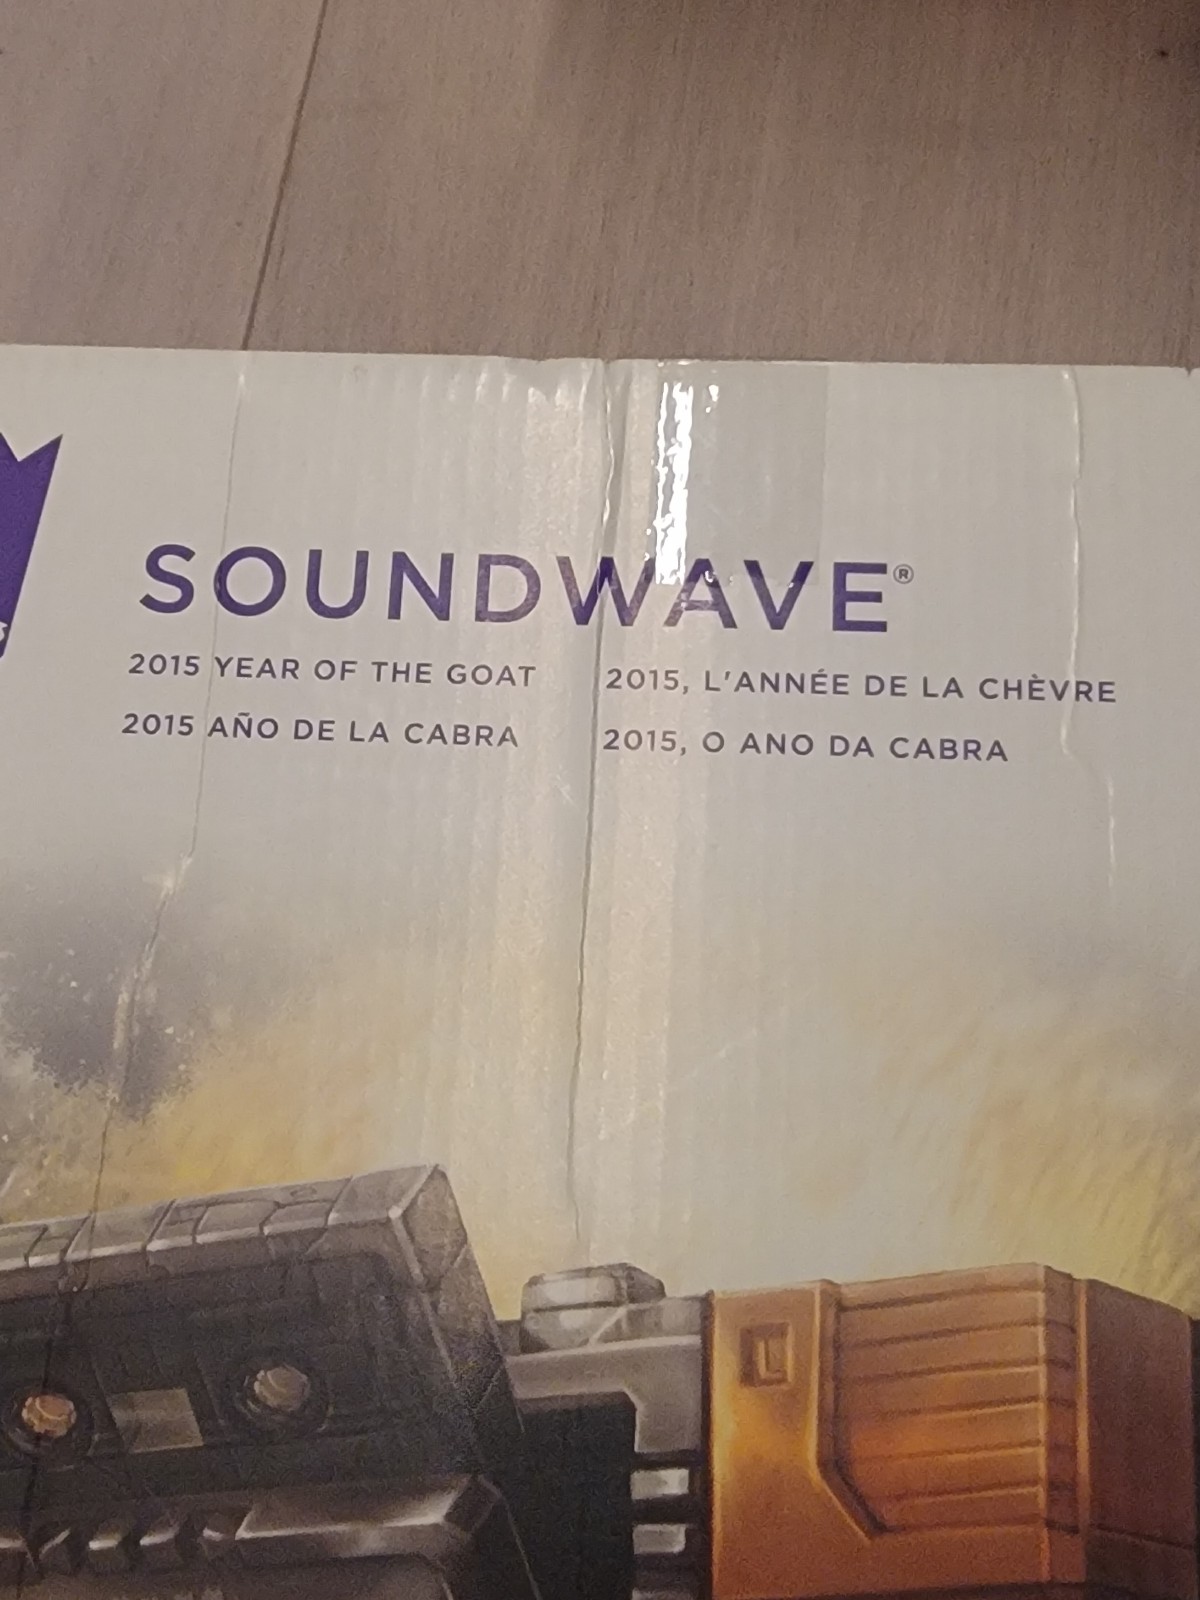 SOUNDWAVE®
2015 YEAR OF THE GOAT
2015, L'ANNÉE DE LA CHÈVRE
2015 AÑO DE LA CABRA
2015, O ANO DA CABRA